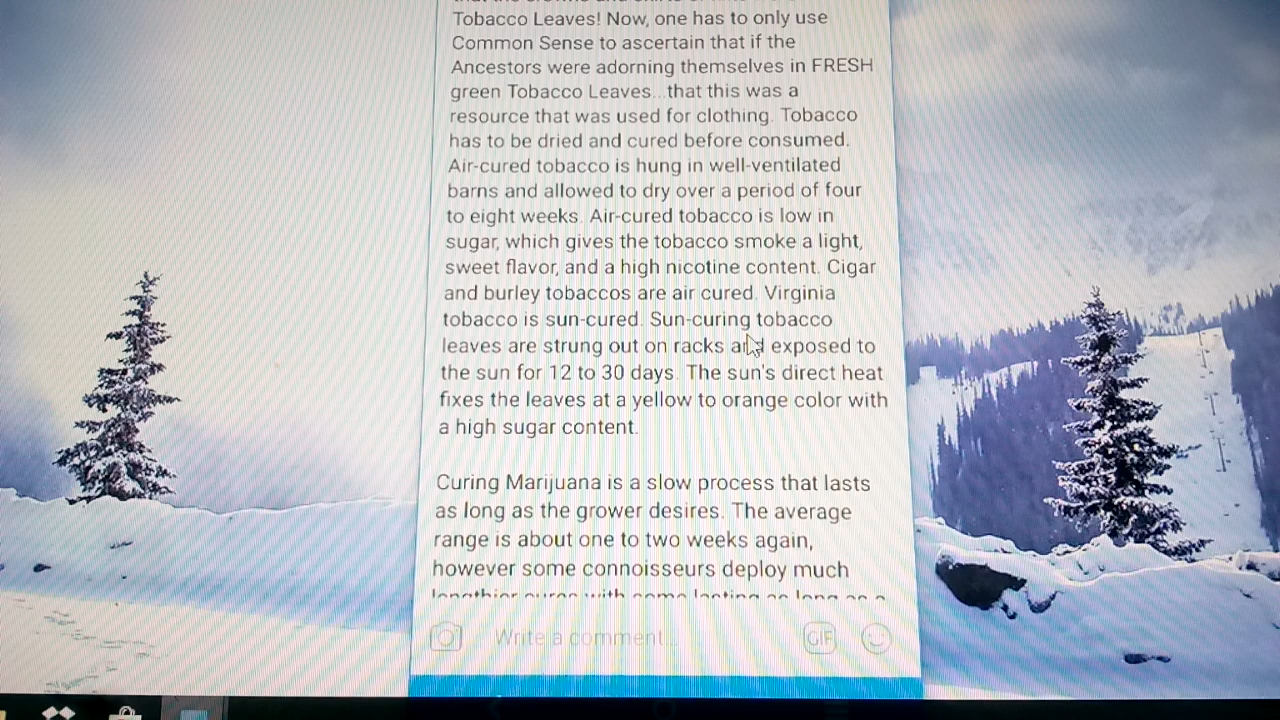 Tobacco Leaves! Now, one has to only use
Common Sense to ascertain that if the
Ancestors were adorning themselves in FRESH
green Tobacco Leaves...that this was a
resource that was used for clothing. Tobacco
has to be dried and cured before consumed.
Air-cured tobacco is hung in well-ventilated
barns and allowed to dry over a period of four
to eight weeks. Air-cured tobacco is low in
sugar, which gives the tobacco smoke a light,
sweet flavor, and a high nicotine content. Cigar
and burley tobaccos are air cured. Virginia
tobacco is sun-cured. Sun-curing tobacco
leaves are strung out on racks and exposed to
the sun for 12 to 30 days. The sun's direct heat
fixes the leaves at a yellow to orange color with
a high sugar content.
Curing Marijuana is a slow process that lasts
as long as the grower desires. The average
range is about one to two weeks again,
however some connoisseurs deploy much
Write a comment...
GIF